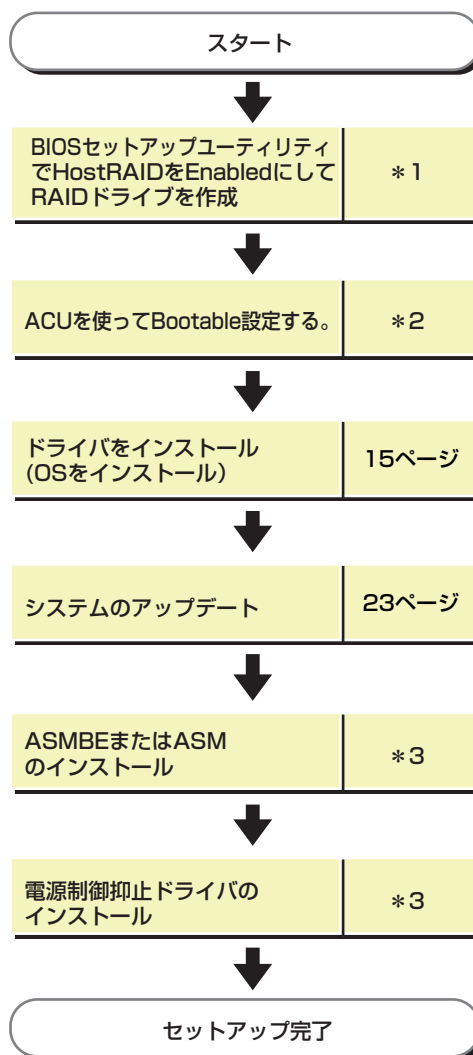 スタート
BIOSセットアップユーティリティ
でHostRAIDをEnabledにして
RAIDドライブを作成
＊1
ACUを使ってBootable設定する。
＊2
ドライバをインストール
(OSをインストール)
15ページ
システムのアップデート
23ページ
ASMBEまたはASM
のインストール
＊3
電源制御抑止ドライバの
インストール
＊3
セットアップ完了